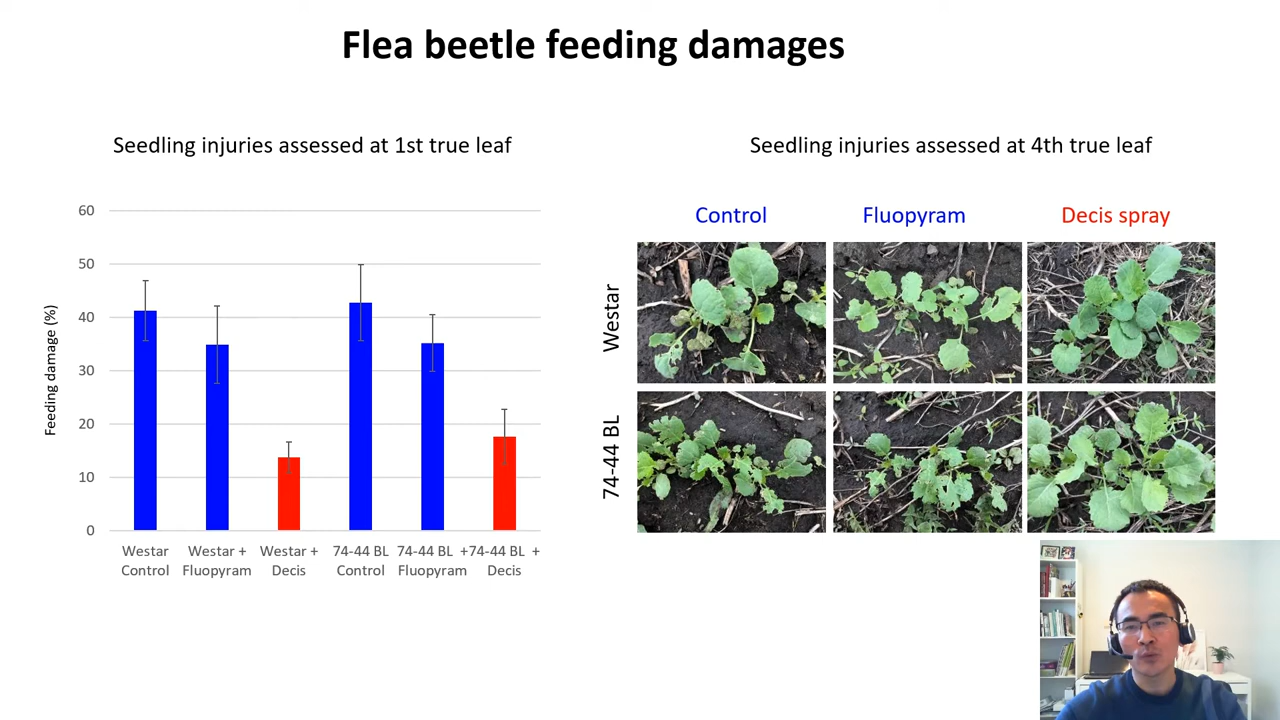 Flea beetle feeding damages
Seedling injuries assessed at 1st true leaf
Feeding damage (%)
60
50
40
30
20
10
0
Westar Control
Westar + Fluopyram
Westar + Decis
74-44 BL Control
74-44 BL + Fluopyram
74-44 BL + Decis
Seedling injuries assessed at 4th true leaf
Control Fluopyram Decis spray
Westar
74-44 BL